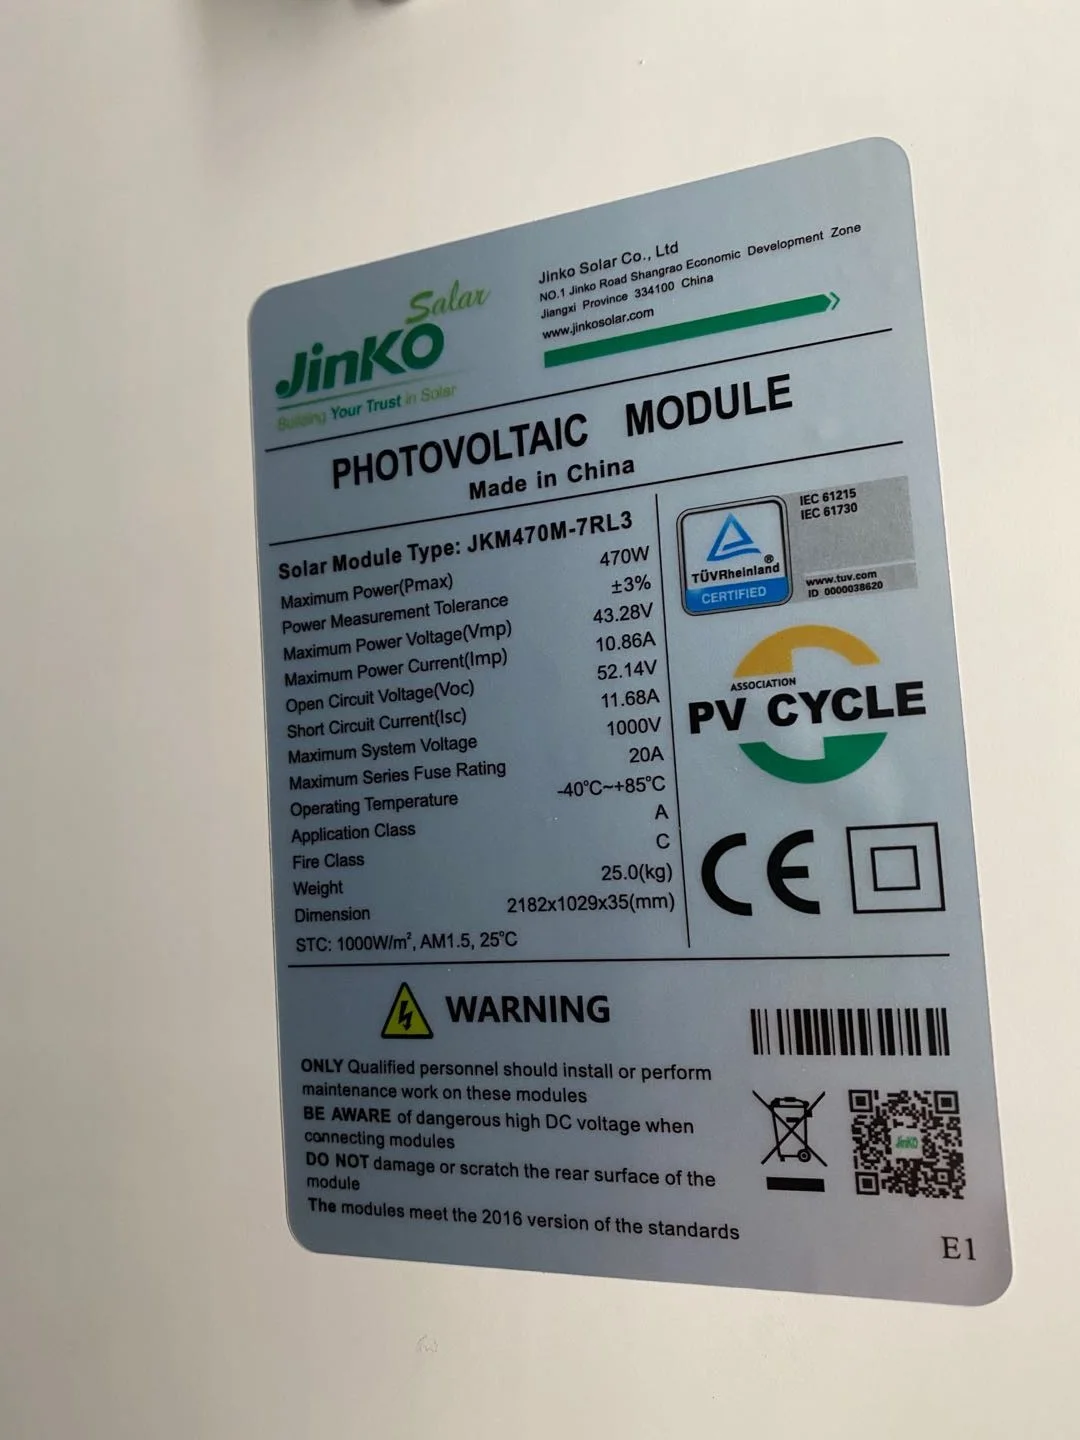 Jinko Solar
Building Your Trust in Solar
Jinko Solar Co., Ltd
NO.1 Jinko Road Shangrao Economic Development Zone
Jiangxi Province 334100 China
www.jinkosolar.com
PHOTOVOLTAIC MODULE
Made in China
Solar Module Type: JKM470M-7RL3
Maximum Power(Pmax) 470W
Power Measurement Tolerance ±3%
Maximum Power Voltage(Vmp) 43.28V
Maximum Power Current(Imp) 10.86A
Open Circuit Voltage(Voc) 52.14V
Short Circuit Current(Isc) 11.68A
Maximum System Voltage 1000V
Maximum Series Fuse Rating 20A
Operating Temperature -40℃~+85℃
Application Class A
Fire Class C
Weight 25.0(kg)
Dimension 2182x1029x35(mm)
STC: 1000W/m², AM1.5, 25℃
TÜVRheinland®
CERTIFIED
IEC 61215
IEC 61730
www.tuv.com
ID 0000038620
ASSOCIATION
PV CYCLE
CE
WARNING
ONLY Qualified personnel should install or perform
maintenance work on these modules
BE AWARE of dangerous high DC voltage when
connecting modules
DO NOT damage or scratch the rear surface of the
module
The modules meet the 2016 version of the standards
JinKO
E1